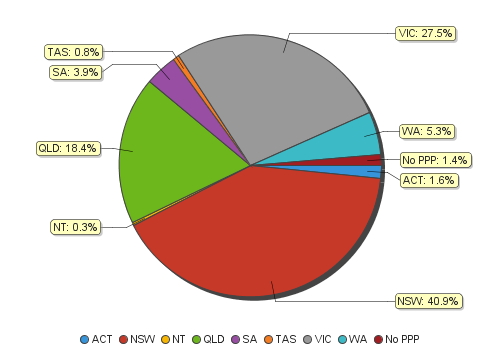 VIC: 27.5%
TAS: 0.8%
SA: 3.9%
WA: 5.3%
QLD: 18.4%
No PPP: 1.4%
ACT: 1.6%
NT: 0.3%
NSW: 40.9%
ACT NSW NT QLD SA TAS VIC WA No PPP